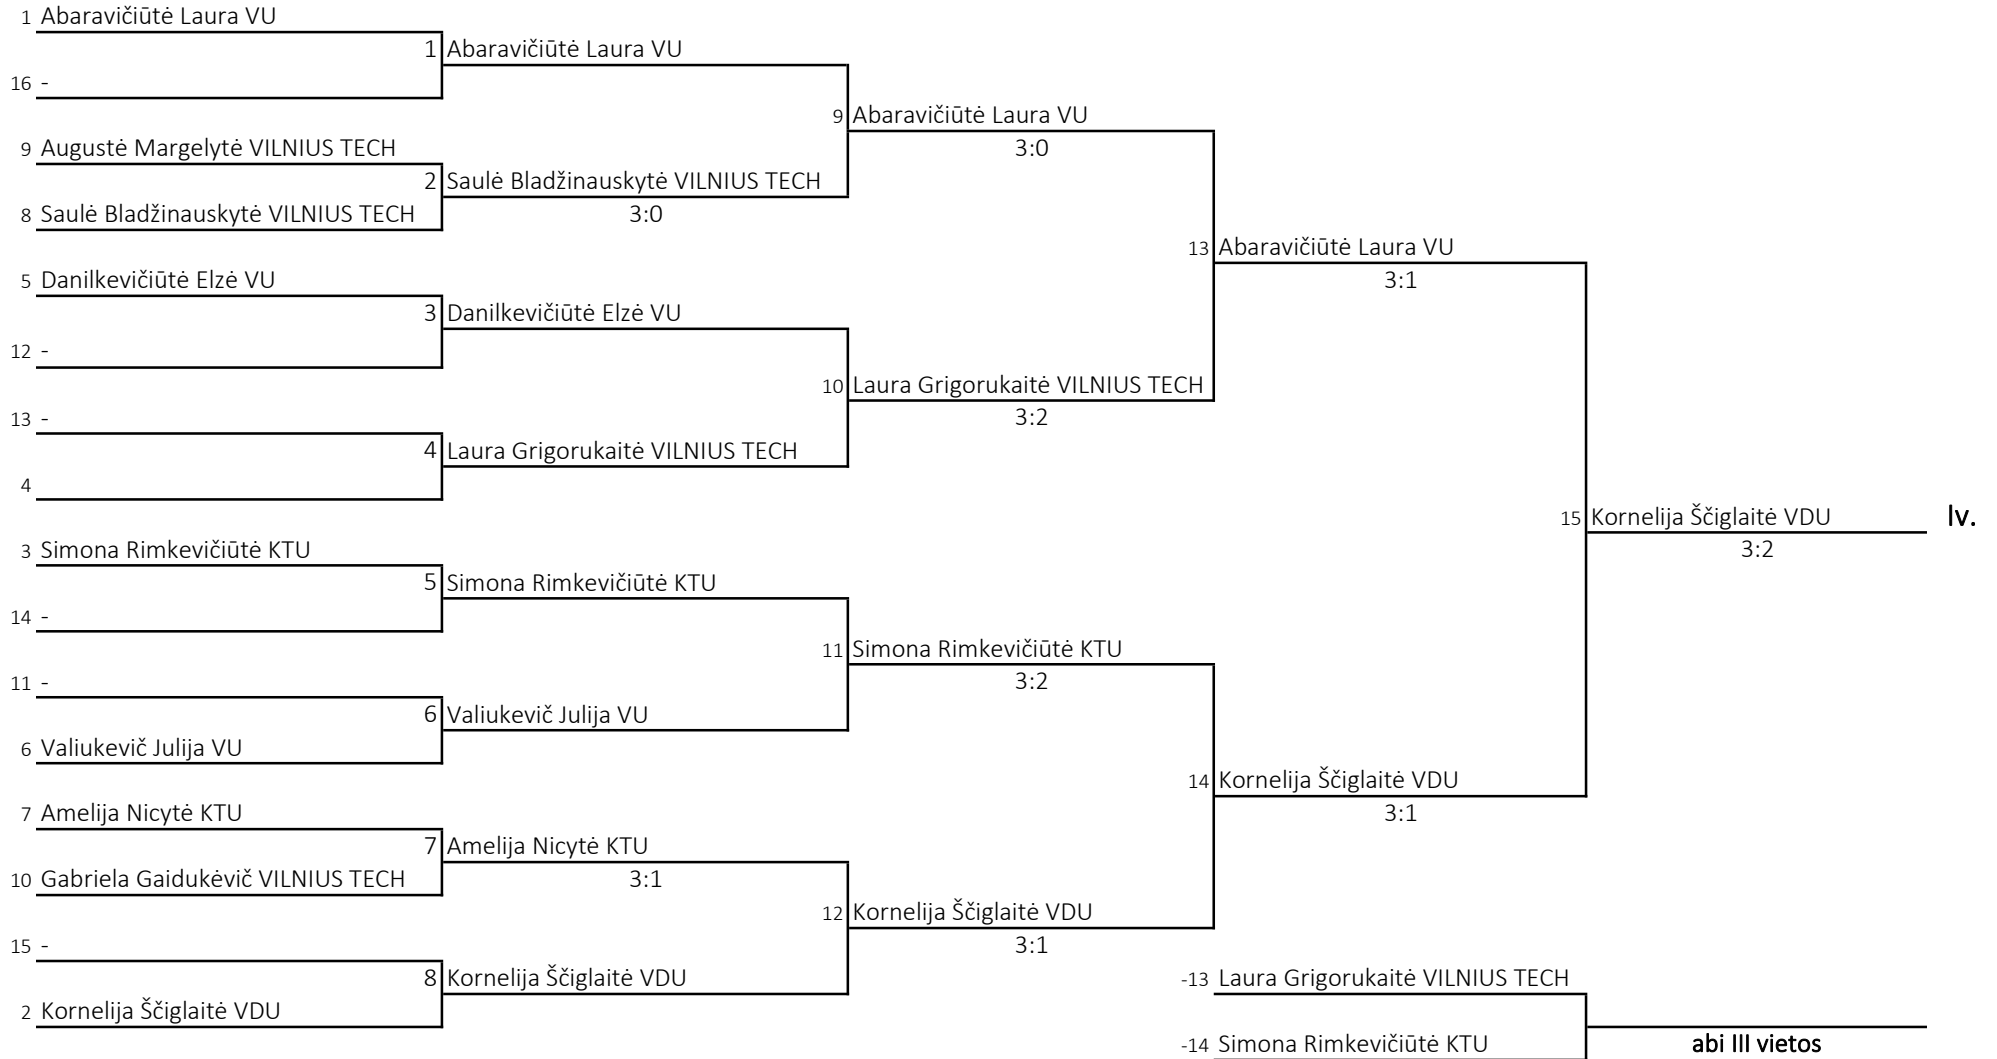 1 Abaravičiūtė Laura VU
1 Abaravičiūtė Laura VU
16 -
9 Abaravičiūtė Laura VU
3:0
9 Augustė Margelytė VILNIUS TECH
2 Saulė Bladžinauskytė VILNIUS TECH
3:0
8 Saulė Bladžinauskytė VILNIUS TECH
13 Abaravičiūtė Laura VU
3:1
5 Danilkevičiūtė Elzė VU
3 Danilkevičiūtė Elzė VU
12 -
10 Laura Grigorukaitė VILNIUS TECH
3:2
13 -
4 Laura Grigorukaitė VILNIUS TECH
4
15 Kornelija Ščiglaitė VDU
Iv.
3:2
3 Simona Rimkevičiūtė KTU
5 Simona Rimkevičiūtė KTU
14 -
11 Simona Rimkevičiūtė KTU
3:2
11 -
6 Valiukevič Julija VU
6 Valiukevič Julija VU
14 Kornelija Ščiglaitė VDU
3:1
7 Amelija Nicytė KTU
7 Amelija Nicytė KTU
3:1
10 Gabriela Gaidukėvič VILNIUS TECH
12 Kornelija Ščiglaitė VDU
3:1
15 -
8 Kornelija Ščiglaitė VDU
2 Kornelija Ščiglaitė VDU
-13 Laura Grigorukaitė VILNIUS TECH
-14 Simona Rimkevičiūtė KTU
abi III vietos